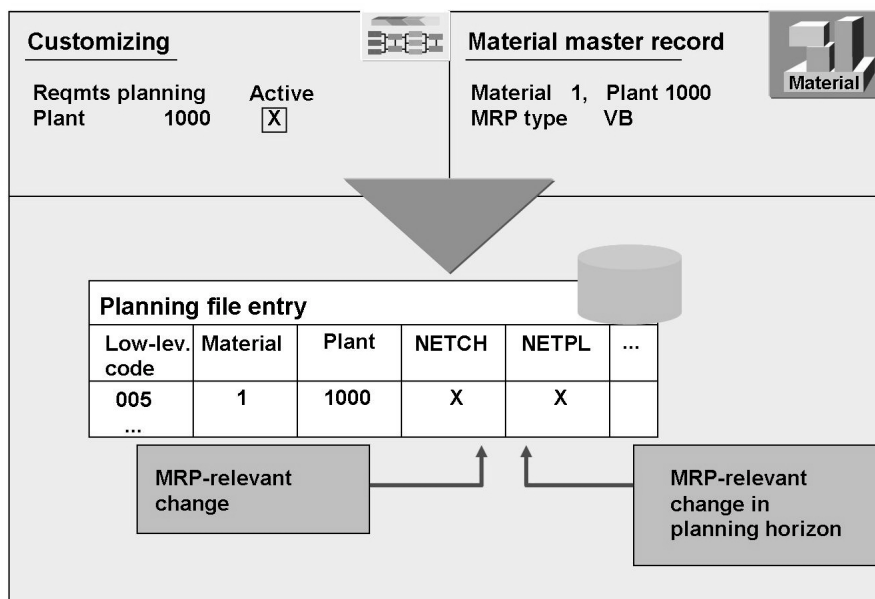 Customizing
Reqmts planning Active
Plant 1000 X
Material master record
Material 1, Plant 1000
MRP type VB
Material
Planning file entry
Low-lev. code Material Plant NETCH NETPL ...
005 1 1000 X X
...
MRP-relevant
change
MRP-relevant
change in
planning horizon